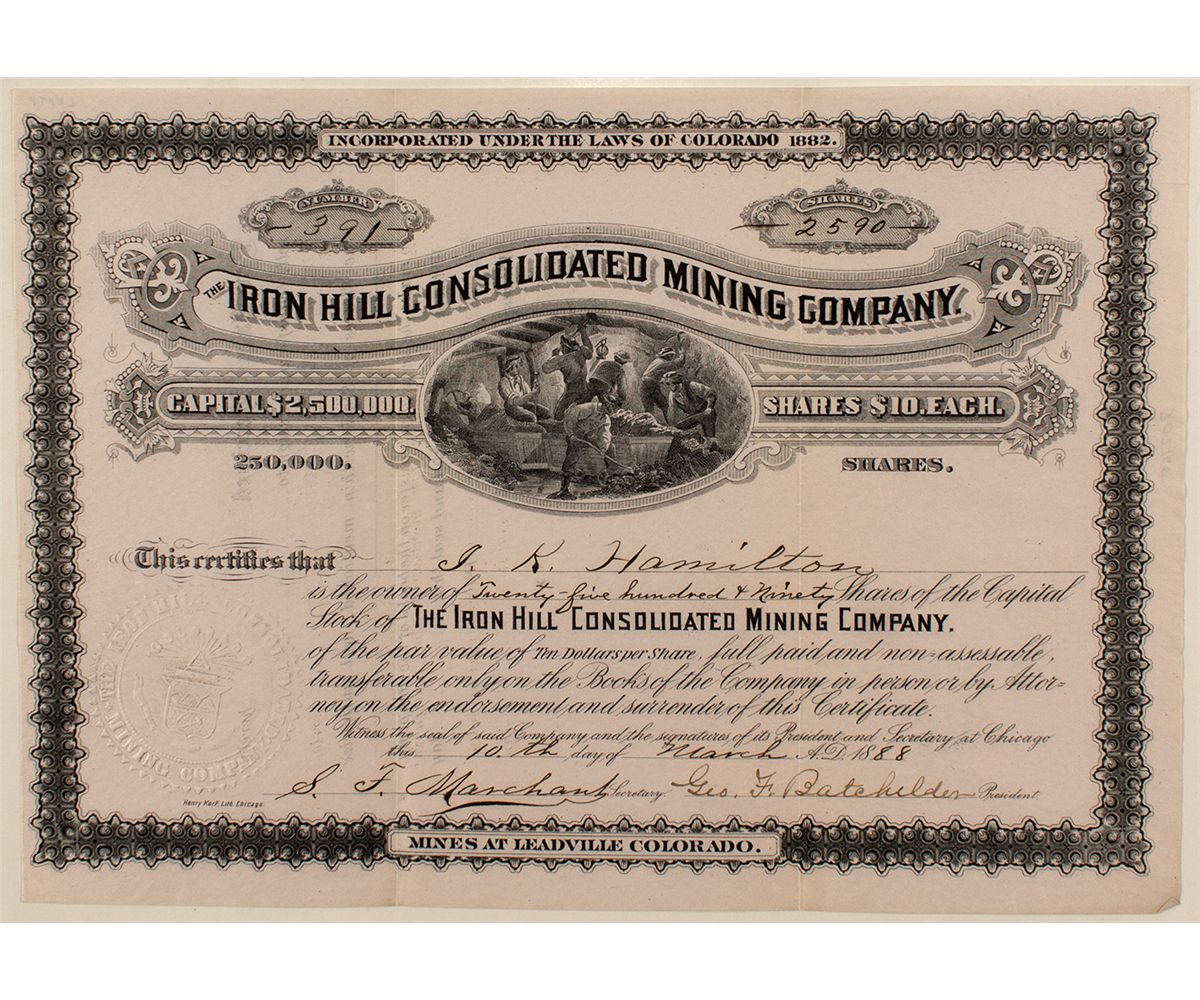 INCORPORATED UNDER THE LAWS OF COLORADO 1882.
NUMBER
391
SHARES
2590
THE IRON HILL CONSOLIDATED MINING COMPANY.
CAPITAL $2,500,000.
SHARES $10. EACH.
250,000.
SHARES.
This certifies that I. K. Hamilton
is the owner of Twenty-five hundred & Ninety Shares of the Capital
Stock of THE IRON HILL CONSOLIDATED MINING COMPANY.
of the par value of Ten Dollars per Share, full paid and non-assessable,
transferable only on the Books of the Company in person or by Attor-
ney on the endorsement and surrender of this Certificate.
Witness the seal of said Company and the signatures of its President and Secretary at Chicago
this 10.th day of March A.D. 1888
S. F. Marchant Secretary. Geo. F. Batchelder President.
Henry Korf, Lith. Chicago.
MINES AT LEADVILLE COLORADO.